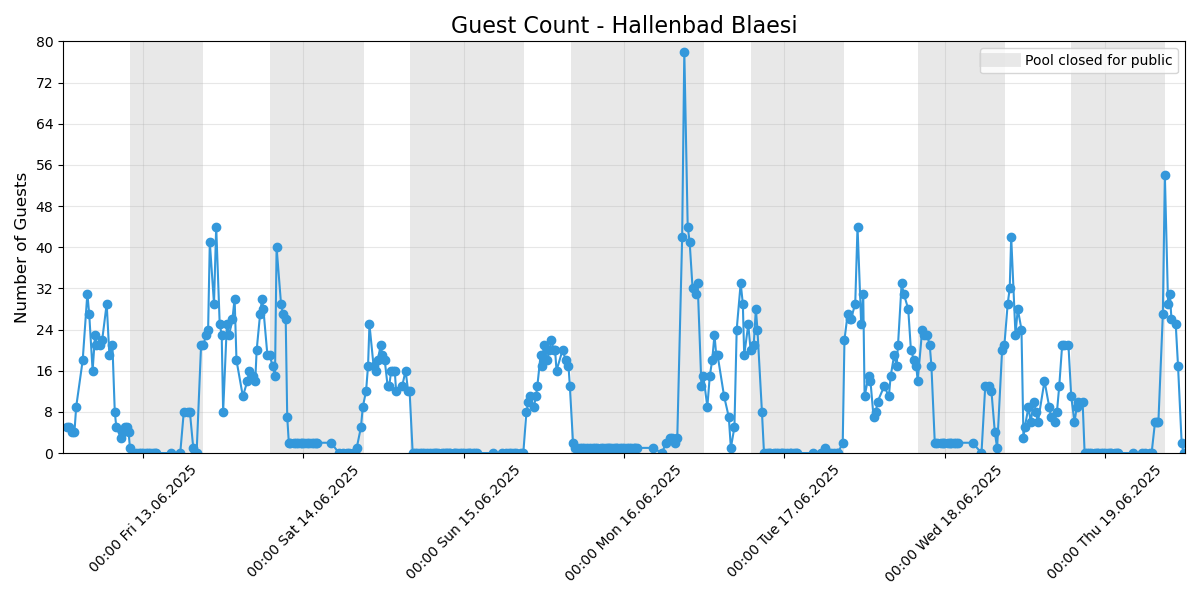 Guest Count - Hallenbad Blaesi
Number of Guests
80
72
64
56
48
40
32
24
16
8
0
Pool closed for public
00:00 Fri 13.06.2025
00:00 Sat 14.06.2025
00:00 Sun 15.06.2025
00:00 Mon 16.06.2025
00:00 Tue 17.06.2025
00:00 Wed 18.06.2025
00:00 Thu 19.06.2025